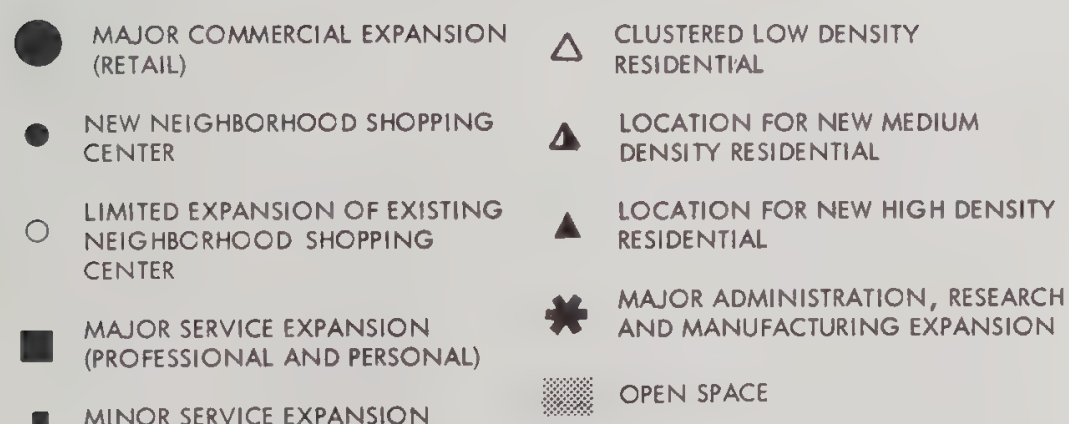 MAJOR COMMERCIAL EXPANSION
(RETAIL)
NEW NEIGHBORHOOD SHOPPING
CENTER
LIMITED EXPANSION OF EXISTING
NEIGHBORHOOD SHOPPING
CENTER
MAJOR SERVICE EXPANSION
(PROFESSIONAL AND PERSONAL)
MINOR SERVICE EXPANSION
CLUSTERED LOW DENSITY
RESIDENTIAL
LOCATION FOR NEW MEDIUM
DENSITY RESIDENTIAL
LOCATION FOR NEW HIGH DENSITY
RESIDENTIAL
MAJOR ADMINISTRATION, RESEARCH
AND MANUFACTURING EXPANSION
OPEN SPACE